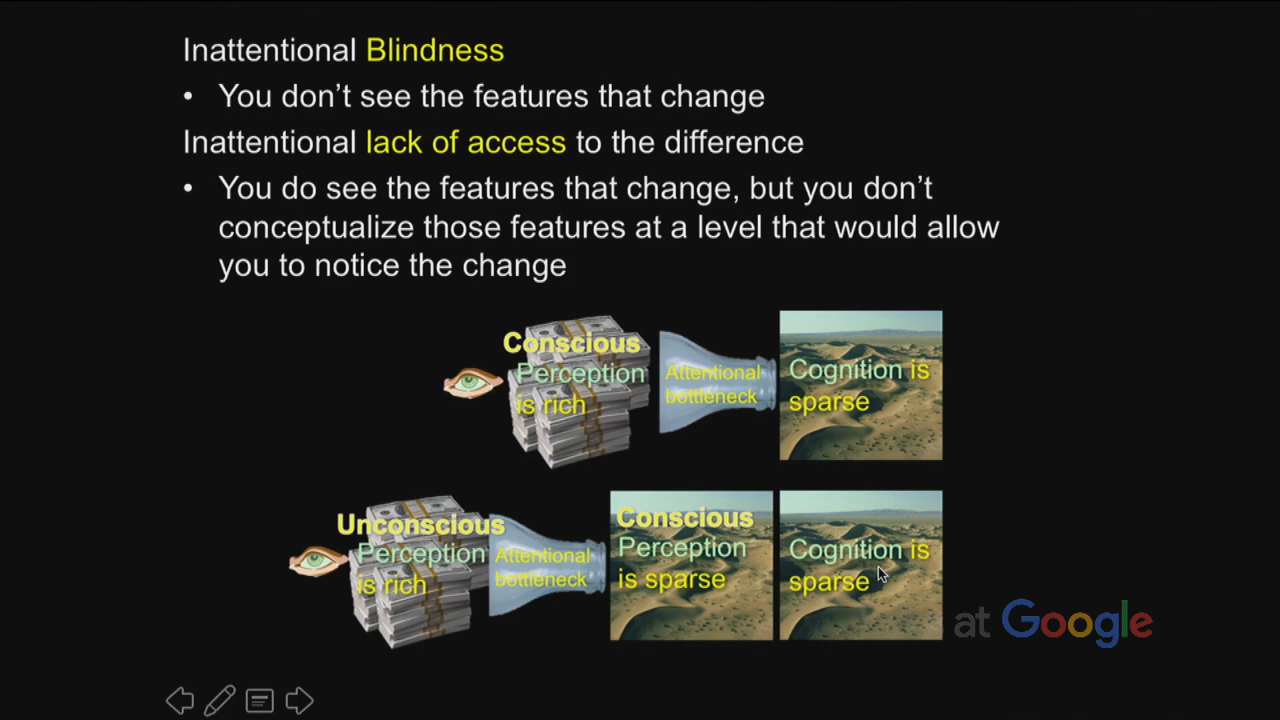 Inattentional Blindness
• You don't see the features that change
Inattentional lack of access to the difference
• You do see the features that change, but you don't
conceptualize those features at a level that would allow
you to notice the change
Conscious
Perception
is rich
Attentional
bottleneck
Cognition is
sparse
Unconscious
Perception
is rich
Attentional
bottleneck
Conscious
Perception
is sparse
Cognition is
sparse
at Google